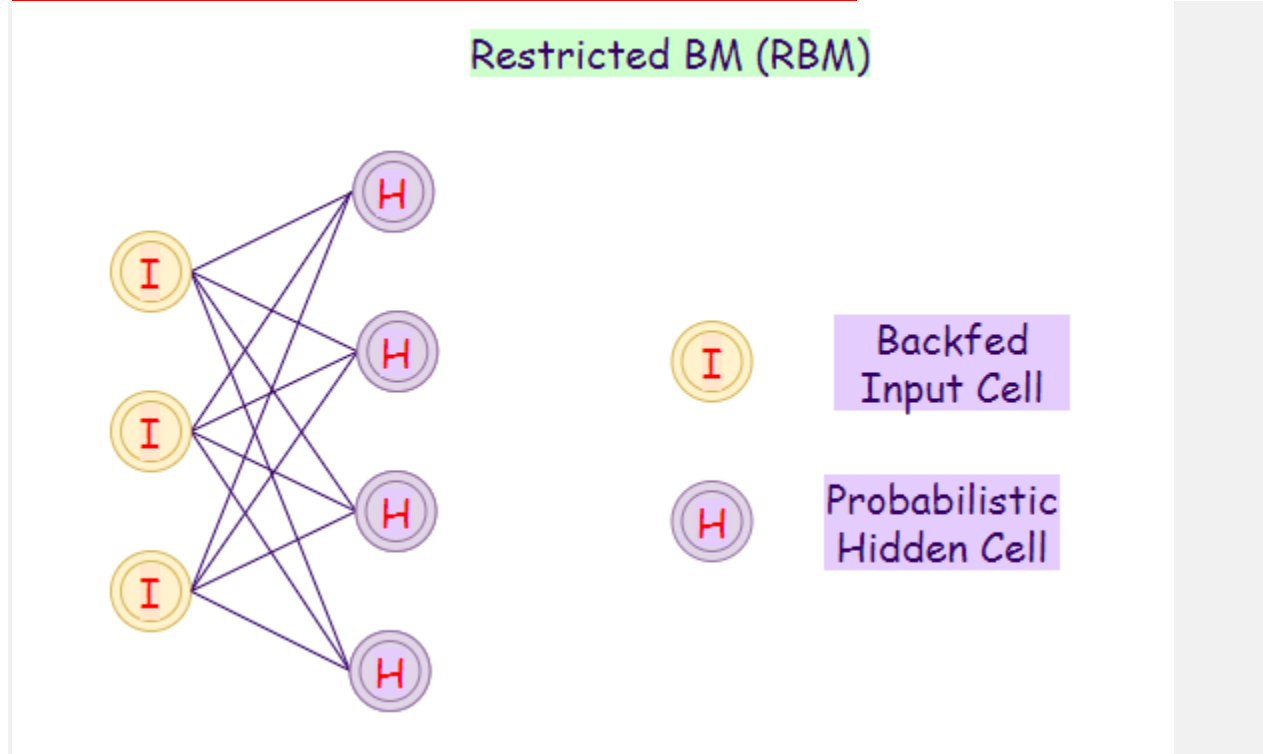 Restricted BM (RBM)
H
I
H
I
H
I
H
I
Backfed
Input Cell
H
Probabilistic
Hidden Cell